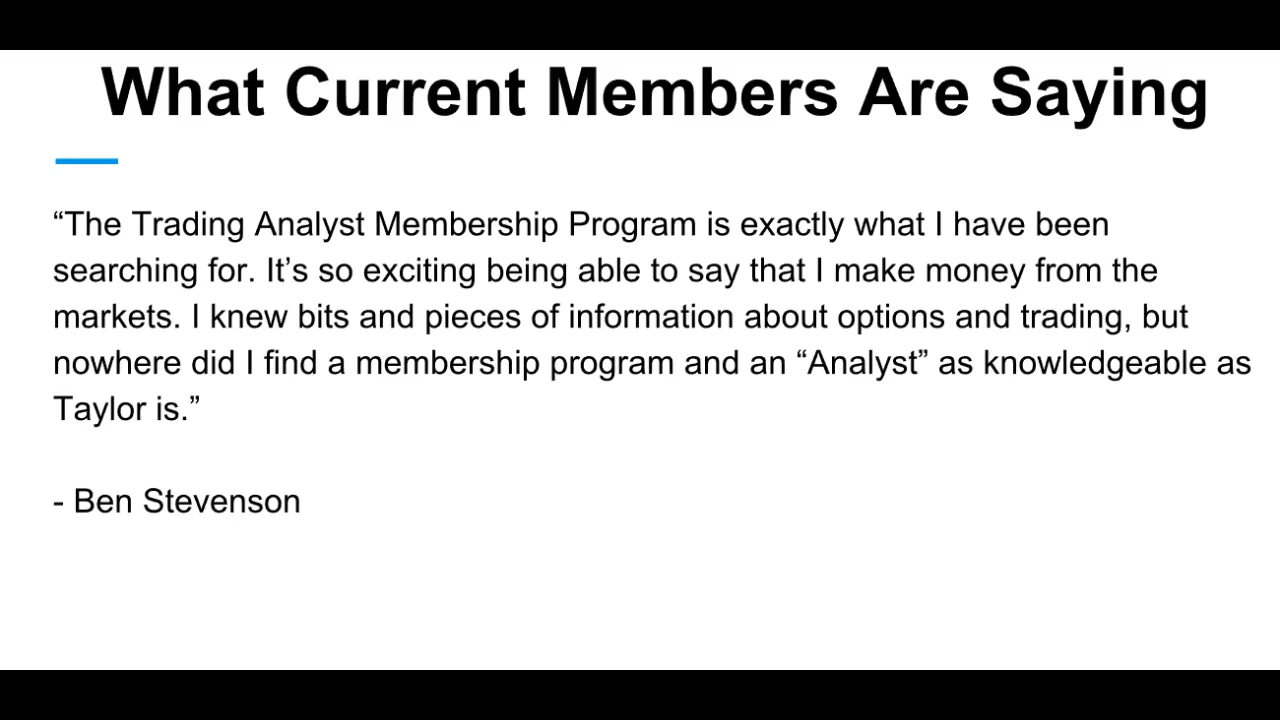 What Current Members Are Saying
“The Trading Analyst Membership Program is exactly what I have been
searching for. It’s so exciting being able to say that I make money from the
markets. I knew bits and pieces of information about options and trading, but
nowhere did I find a membership program and an “Analyst” as knowledgeable as
Taylor is.”
- Ben Stevenson